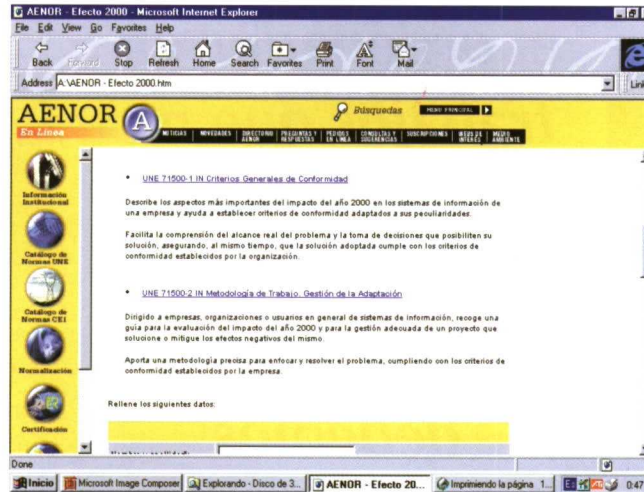 AENOR - Efecto 2000 - Microsoft Internet Explorer
File Edit View Go Favorites Help
Back Forward Stop Refresh Home Search Favorites Print Font Mail
Address A:\AENOR - Efecto 2000.htm Link
AENOR
En Línea
A
Búsquedas MENU PRINCIPAL
NOTICIAS NOVEDADES DIRECTORIO AENOR PREGUNTAS Y RESPUESTAS PEDIDOS EN LINEA CONSULTAS Y SUGERENCIAS SUSCRIPCIONES WEBS DE INTERÉS MEDIO AMBIENTE
Información
Institucional
Catálogo de
Normas UNE
Catálogo de
Normas CEI
Normalización
Certificación
• UNE 71500-1 IN Criterios Generales de Conformidad
Describe los aspectos más importantes del impacto del año 2000 en los sistemas de información de
una empresa y ayuda a establecer criterios de conformidad adaptados a sus peculiaridades.
Facilita la comprensión del alcance real del problema y la toma de decisiones que posibiliten su
solución, asegurando, al mismo tiempo, que la solución adoptada cumple con los criterios de
conformidad establecidos por la organización.
• UNE 71500-2 IN Metodología de Trabajo. Gestión de la Adaptación
Dirigido a empresas, organizaciones o usuarios en general de sistemas de información, recoge una
guía para la evaluación del impacto del año 2000 y para la gestión adecuada de un proyecto que
solucione o mitigue los efectos negativos del mismo.
Aporta una metodología precisa para enfocar y resolver el problema, cumpliendo con los criterios de
conformidad establecidos por la empresa.
Rellene los siguientes datos:
Done
Inicio Microsoft Image Composer Explorando - Disco de 3... AENOR - Efecto 20... Imprimiendo la página 1... 0:47